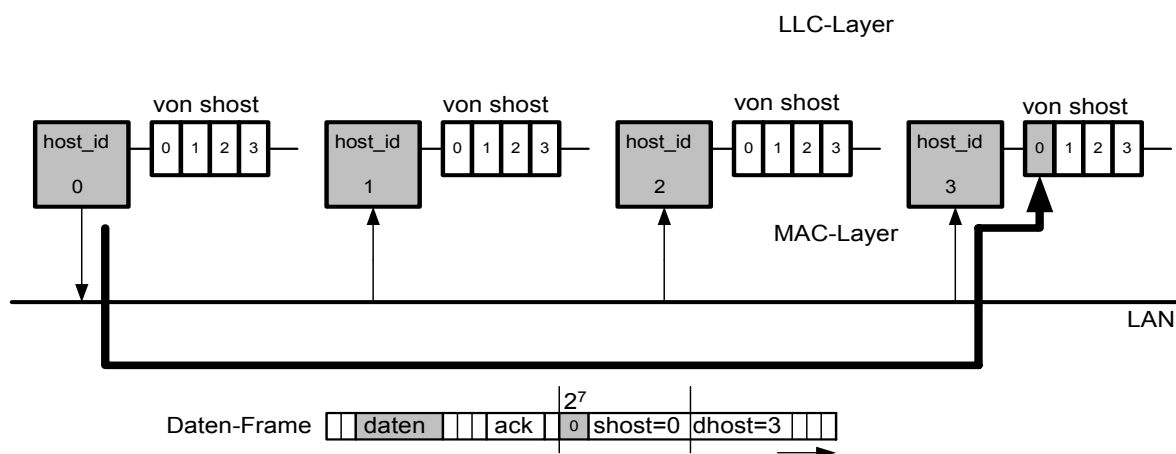 LLC-Layer
von shost von shost von shost von shost
host_id 0 1 2 3 host_id 0 1 2 3 host_id 0 1 2 3 host_id 0 1 2 3
0 1 2 3
MAC-Layer
LAN
2⁷
Daten-Frame daten ack 0 shost=0 dhost=3